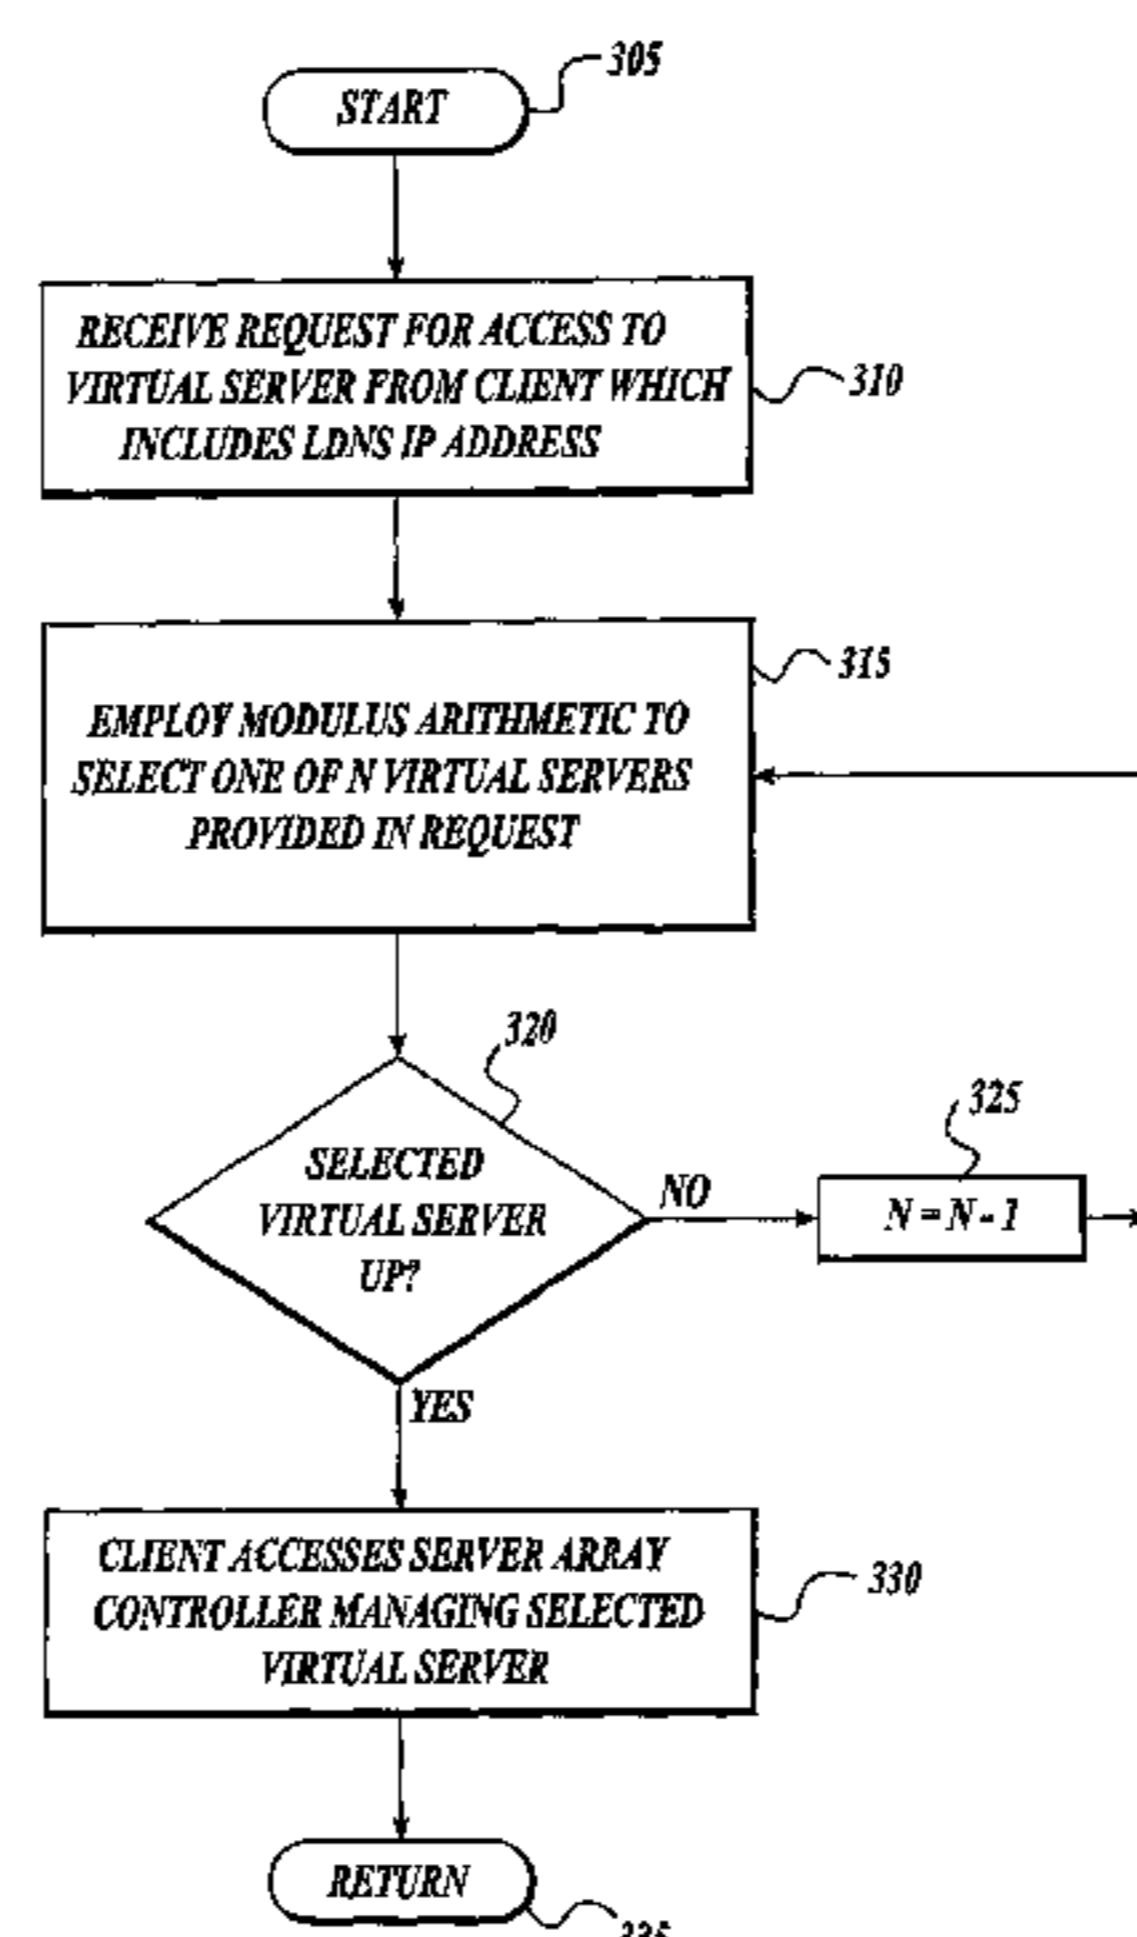 305
START
RECEIVE REQUEST FOR ACCESS TO
VIRTUAL SERVER FROM CLIENT WHICH
INCLUDES LDNS IP ADDRESS
310
315
EMPLOY MODULUS ARITHMETIC TO
SELECT ONE OF N VIRTUAL SERVERS
PROVIDED IN REQUEST
320
SELECTED
VIRTUAL SERVER
UP?
NO
325
N = N - 1
YES
CLIENT ACCESSES SERVER ARRAY
CONTROLLER MANAGING SELECTED
VIRTUAL SERVER
330
RETURN